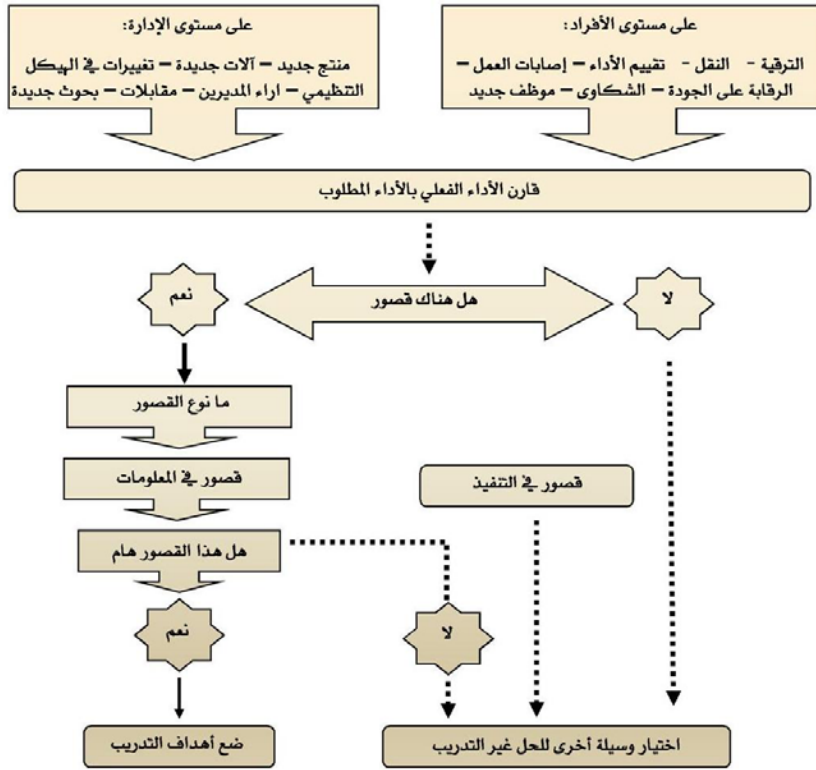 على مستوى الأفراد:
الترقية - النقل - تقييم الأداء – إصابات العمل –
الرقابة على الجودة – الشكاوى – موظف جديد
على مستوى الإدارة:
منتج جديد – آلات جديدة – تغييرات في الهيكل
التنظيمي – اراء المديرين – مقابلات – بحوث جديدة
قارن الأداء الفعلي بالأداء المطلوب
لا
هل هناك قصور
نعم
ما نوع القصور
قصور في المعلومات
قصور في التنفيذ
هل هذا القصور هام
لا
نعم
اختيار وسيلة أخرى للحل غير التدريب
ضع أهداف التدريب